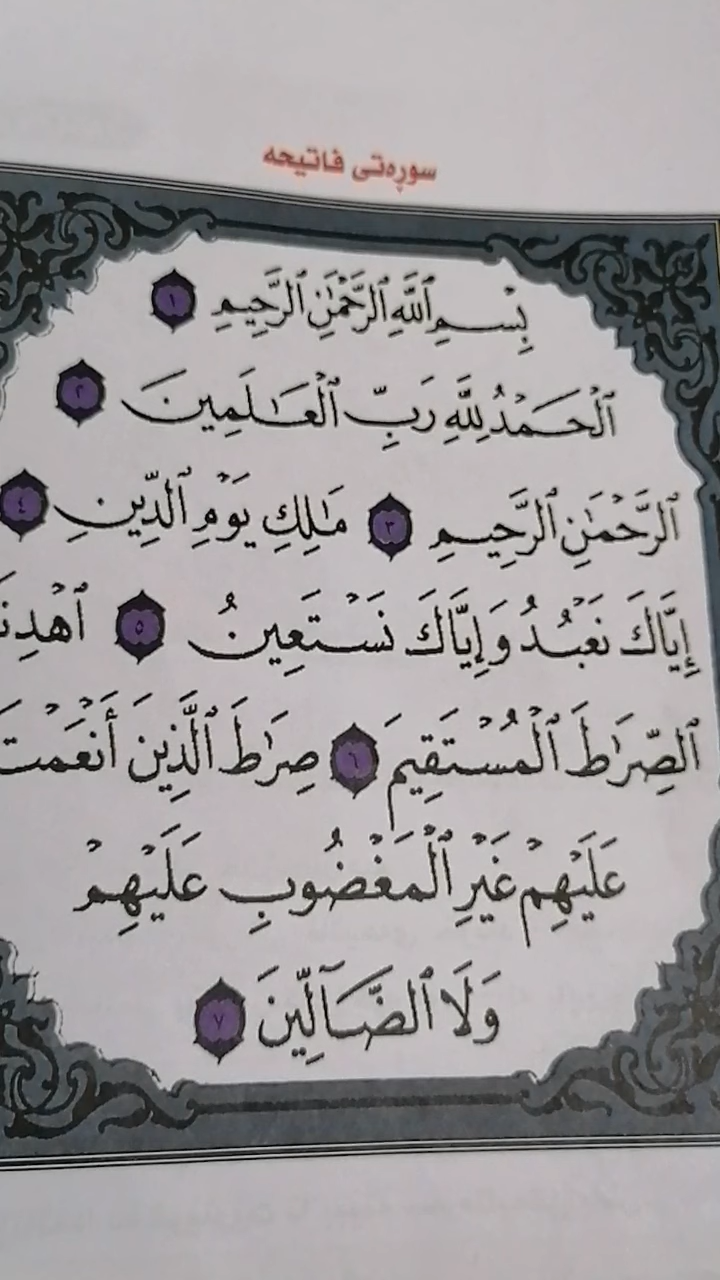 سورەتی فاتیحە
بِسْمِ ٱللَّهِ ٱلرَّحْمَٰنِ ٱلرَّحِيمِ ١
ٱلْحَمْدُ لِلَّهِ رَبِّ ٱلْعَٰلَمِينَ ٢
ٱلرَّحْمَٰنِ ٱلرَّحِيمِ ٣ مَٰلِكِ يَوْمِ ٱلدِّينِ ٤
إِيَّاكَ نَعْبُدُ وَإِيَّاكَ نَسْتَعِينُ ٥ ٱهْدِنَ
ٱلصِّرَٰطَ ٱلْمُسْتَقِيمَ ٦ صِرَٰطَ ٱلَّذِينَ أَنْعَمْتَ
عَلَيْهِمْ غَيْرِ ٱلْمَغْضُوبِ عَلَيْهِمْ
وَلَا ٱلضَّآلِّينَ ٧